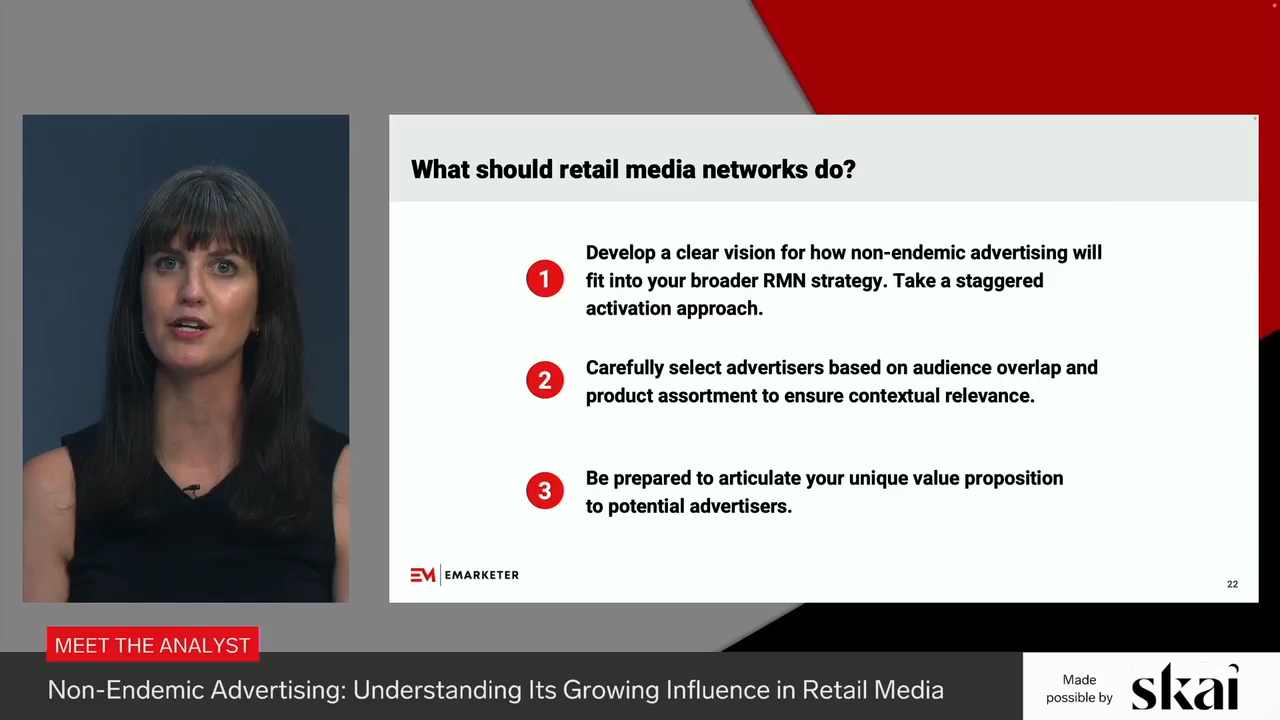 What should retail media networks do?
1
Develop a clear vision for how non-endemic advertising will
fit into your broader RMN strategy. Take a staggered
activation approach.
2
Carefully select advertisers based on audience overlap and
product assortment to ensure contextual relevance.
3
Be prepared to articulate your unique value proposition
to potential advertisers.
EM EMARKETER
22
MEET THE ANALYST
Non-Endemic Advertising: Understanding Its Growing Influence in Retail Media
Made
possible by
skai